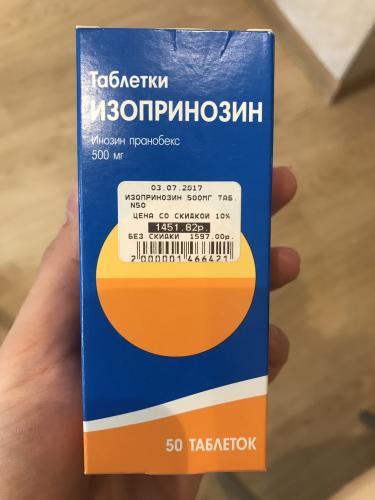 Таблетки
ИЗОПРИНОЗИН
Инозин пранобекс
500 мг
03.07.2017
ИЗОПРИНОЗИН 500МГ ТАБ.
N50
ЦЕНА СО СКИДКОЙ 10%
1451.82р.
БЕЗ СКИДКИ 1597.00р.
2000001466421
50 ТАБЛЕТОК